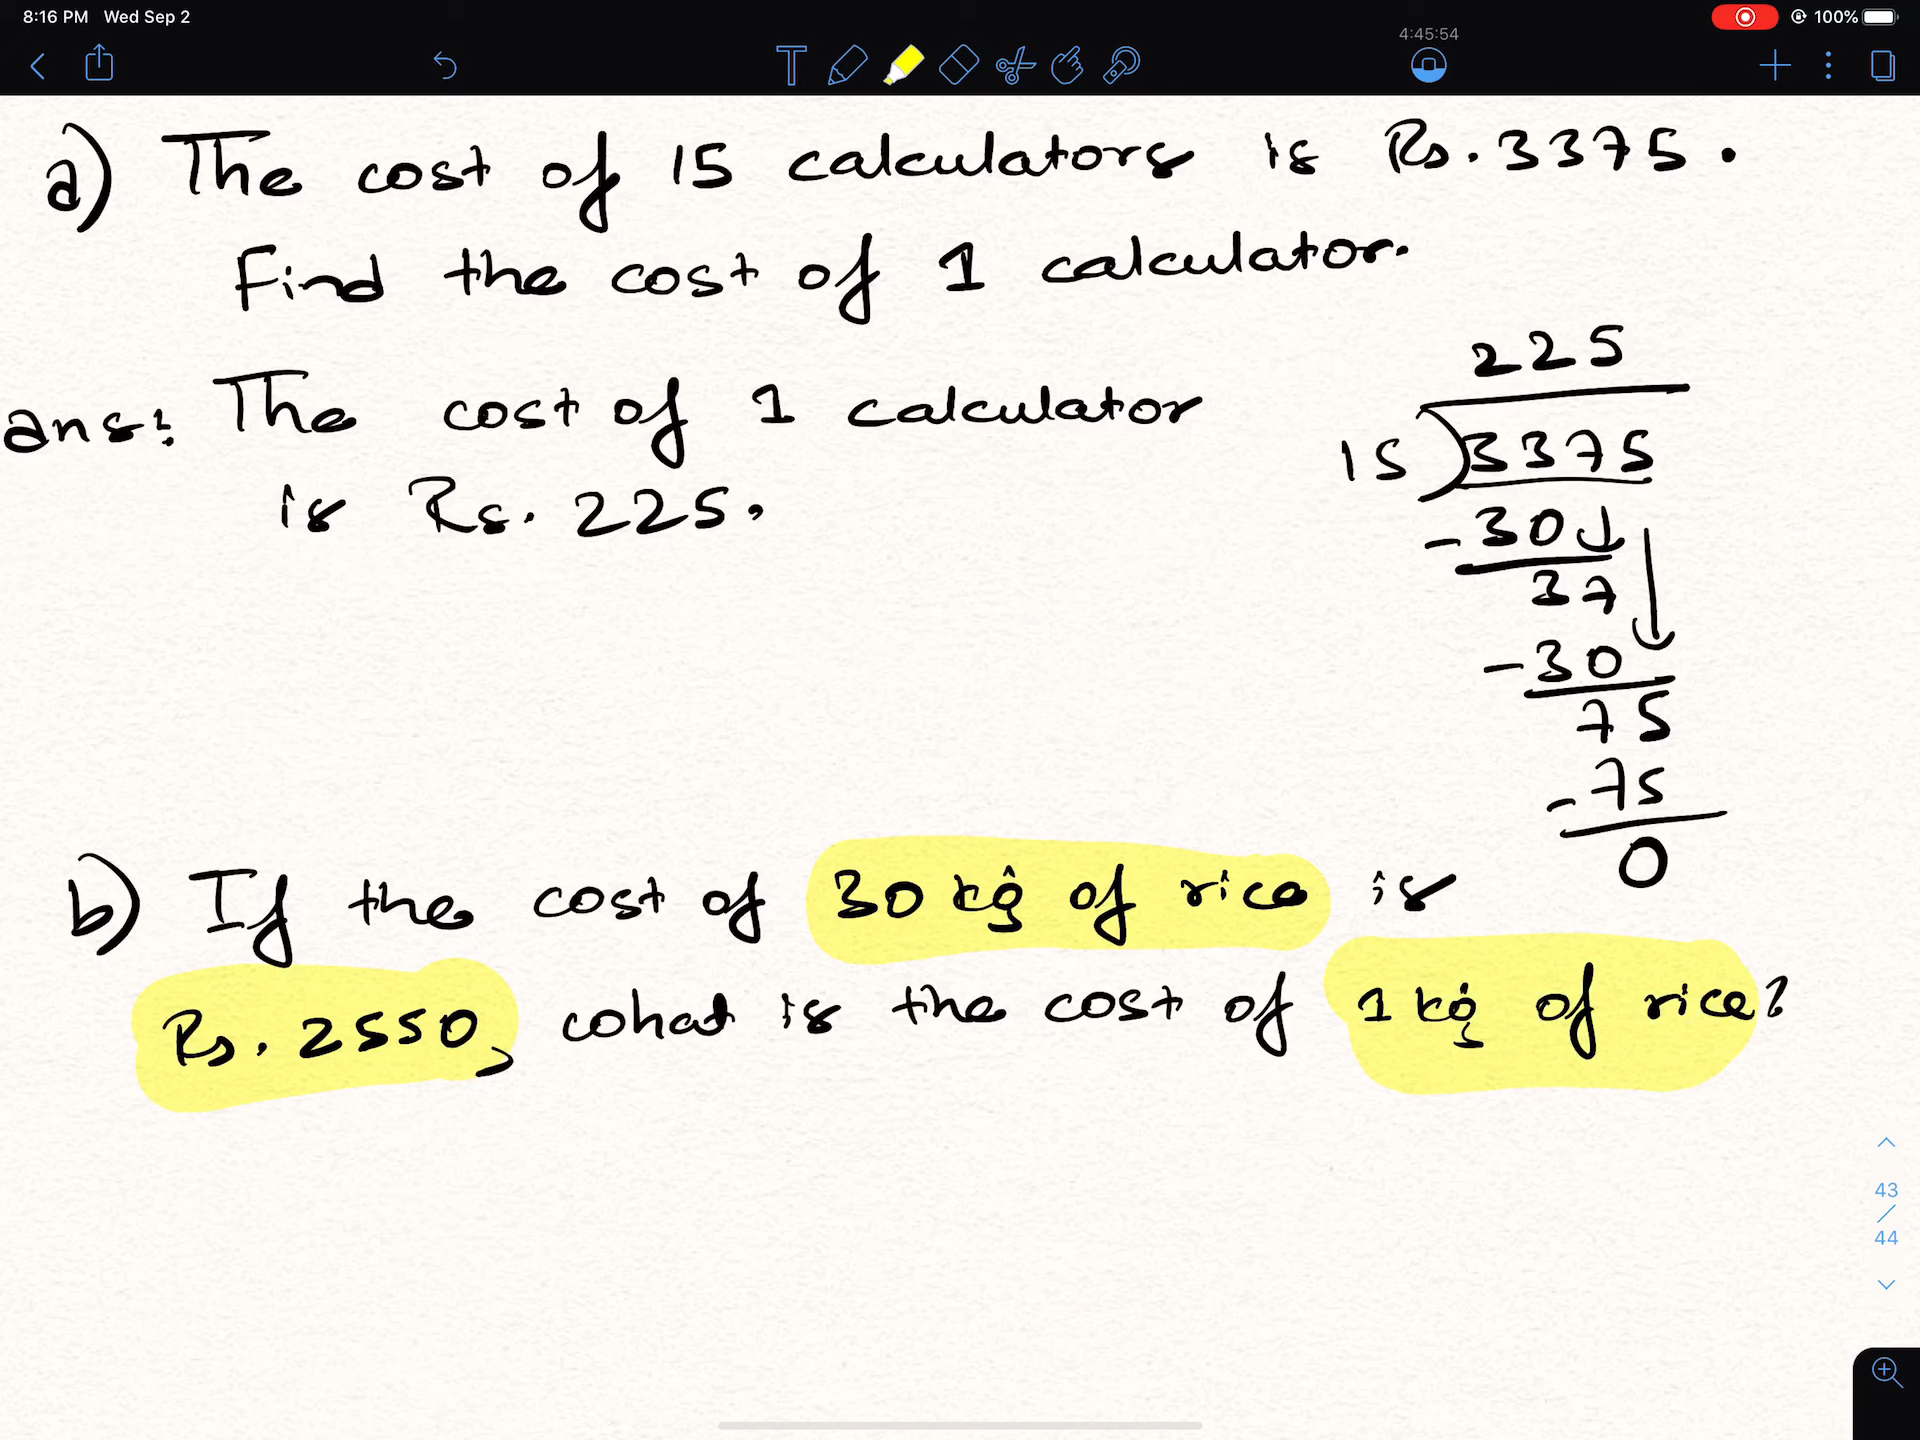 8:16 PM Wed Sep 2
100%
4:45:54
a) The cost of 15 calculators is Rs. 3375.
Find the cost of 1 calculator.
ans: The cost of 1 calculator
is Rs. 225.
225
15 ) 3375
- 30
37
- 30
75
- 75
0
b) If the cost of 30 kg of rice is
Rs. 2550, what is the cost of 1 kg of rice?
43
/
44